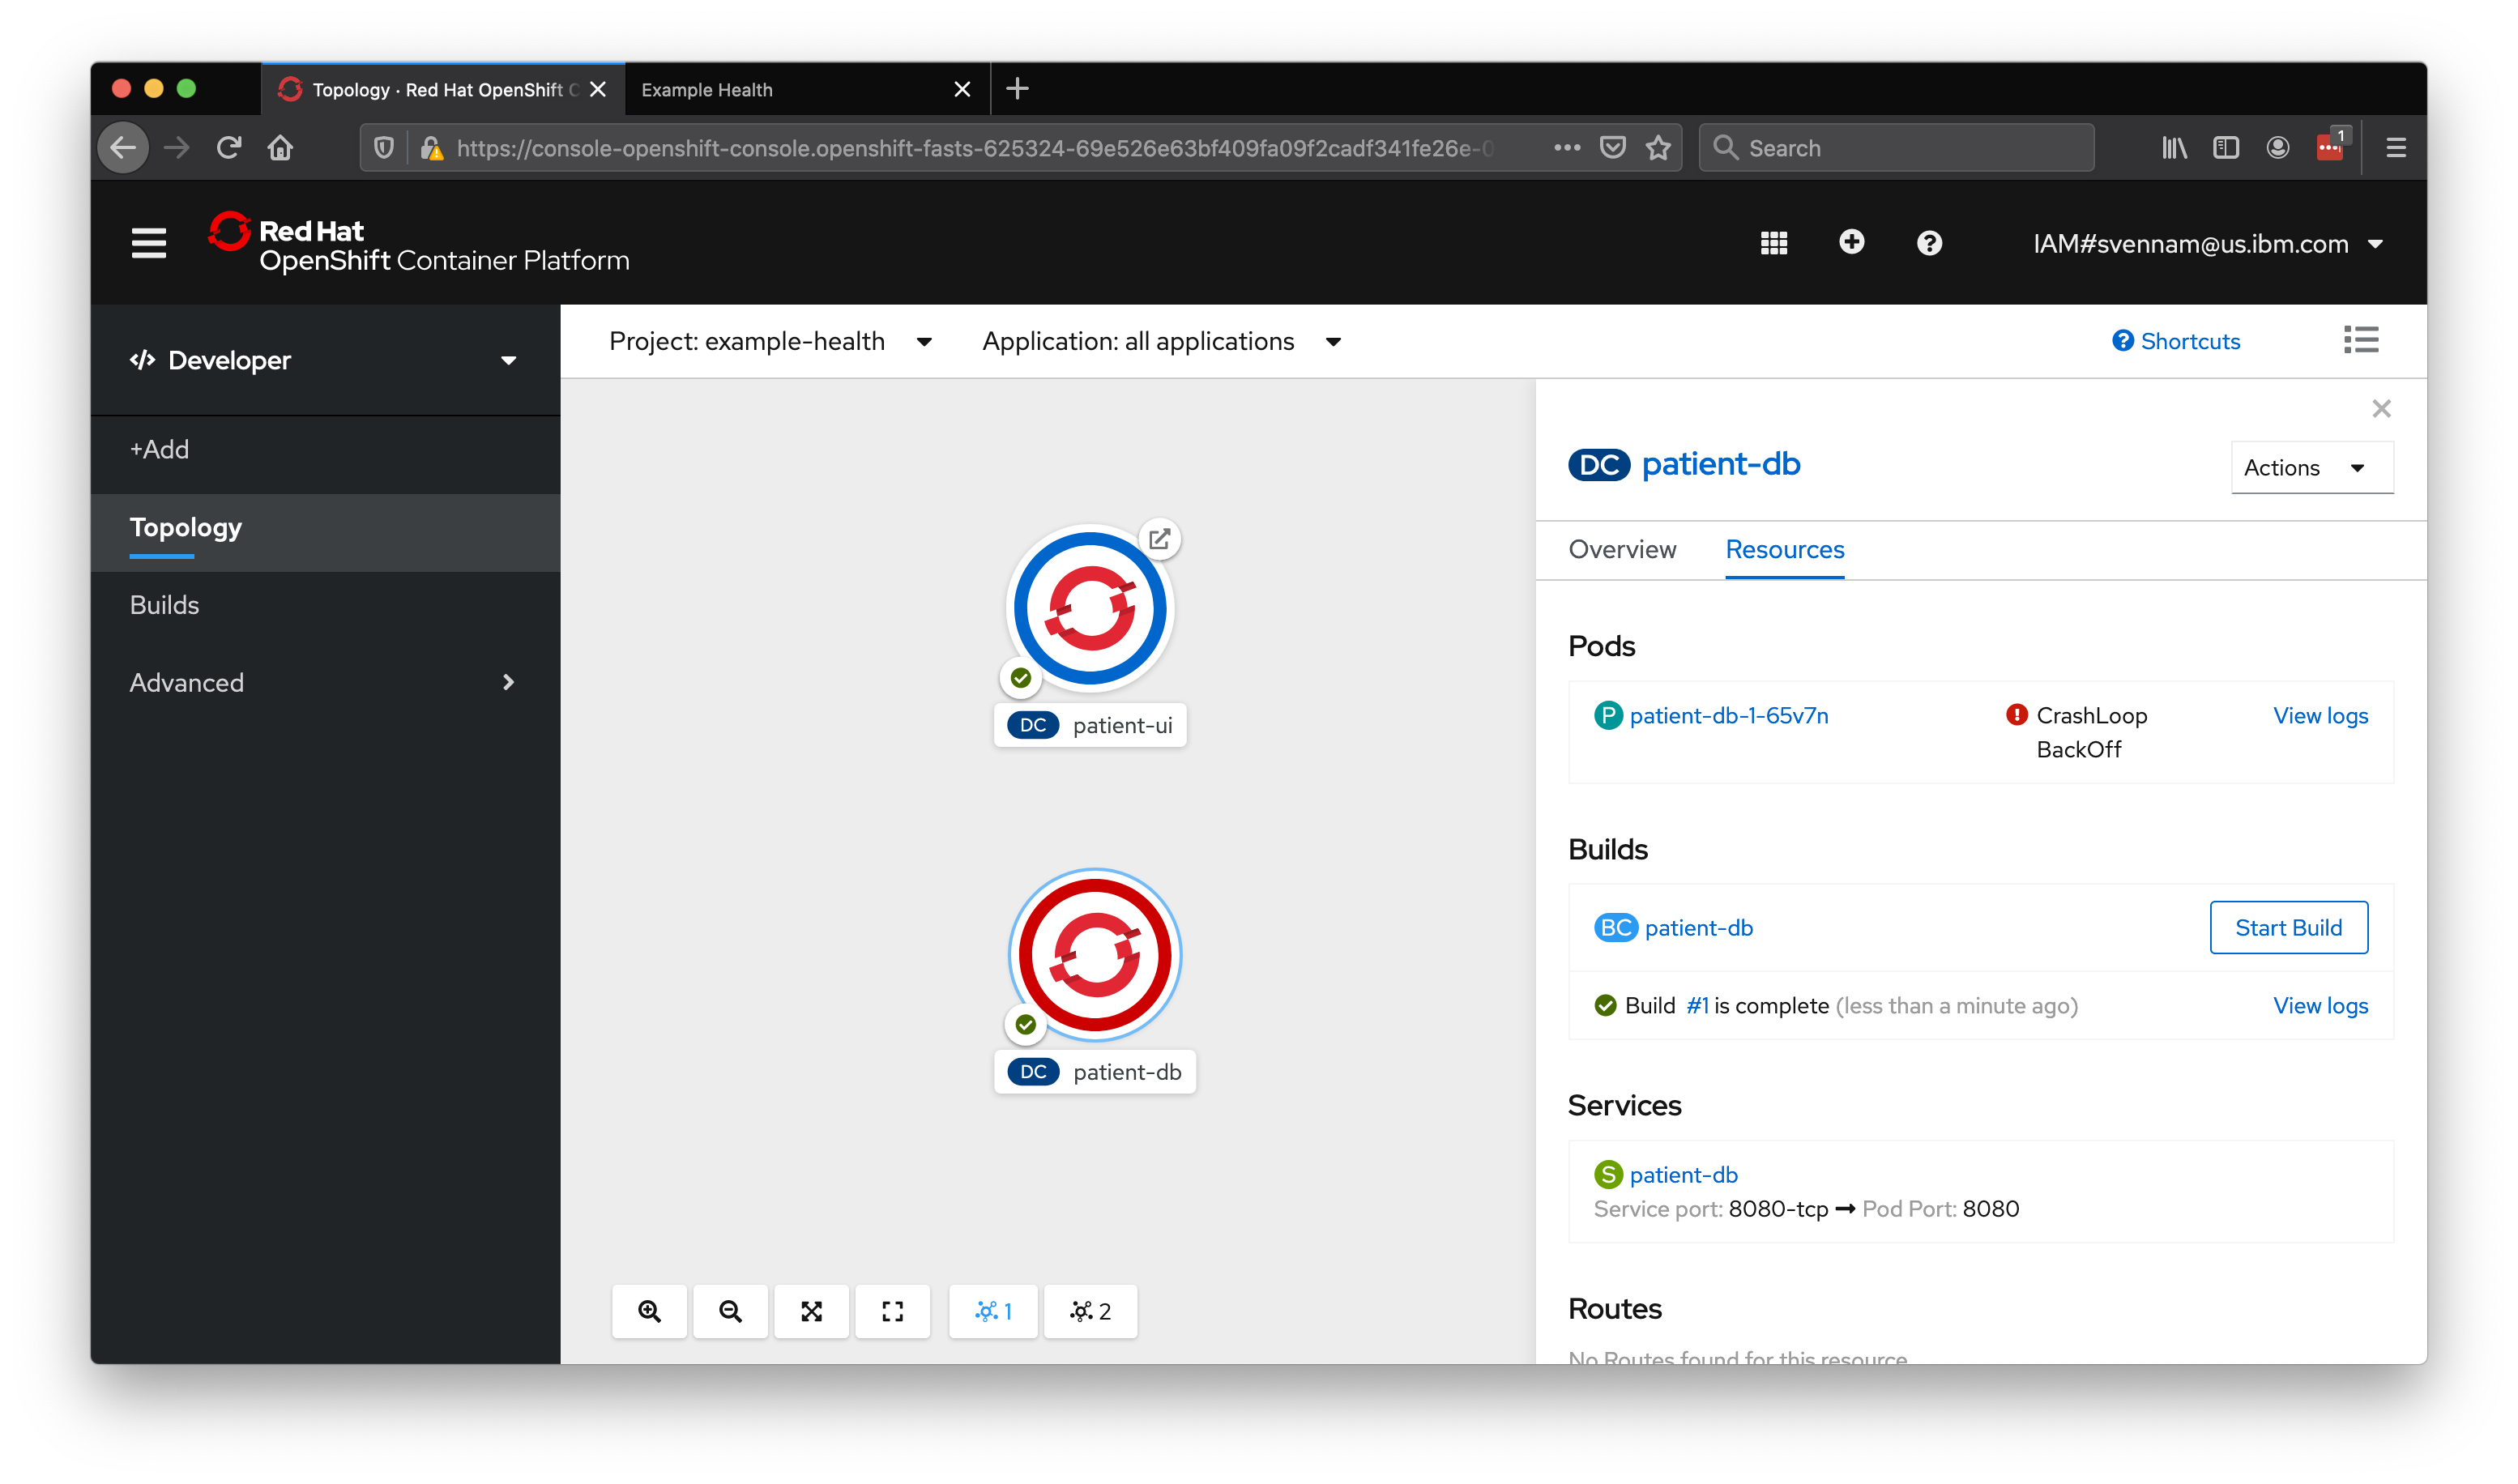 Topology · Red Hat OpenShift C
Example Health
https://console-openshift-console.openshift-fasts-625324-69e526e63bf409fa09f2cadf341fe26e-0
Search
1
Red Hat
OpenShift Container Platform
IAM#svennam@us.ibm.com
Developer
+Add
Topology
Builds
Advanced
Project: example-health
Application: all applications
Shortcuts
DC patient-ui
DC patient-db
1
2
DC patient-db
Actions
Overview
Resources
Pods
P patient-db-1-65v7n
CrashLoop
BackOff
View logs
Builds
BC patient-db
Start Build
Build #1 is complete (less than a minute ago)
View logs
Services
S patient-db
Service port: 8080-tcp → Pod Port: 8080
Routes
No Routes found for this resource